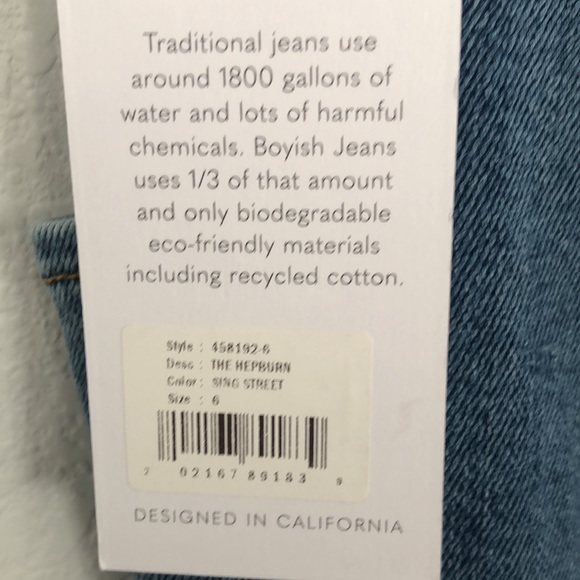 Traditional jeans use
around 1800 gallons of
water and lots of harmful
chemicals. Boyish Jeans
uses 1/3 of that amount
and only biodegradable
eco-friendly materials
including recycled cotton.
Style : 458192-6
Desc : THE HEPBURN
Color : SING STREET
Size : 6
2 02167 89183 9
DESIGNED IN CALIFORNIA